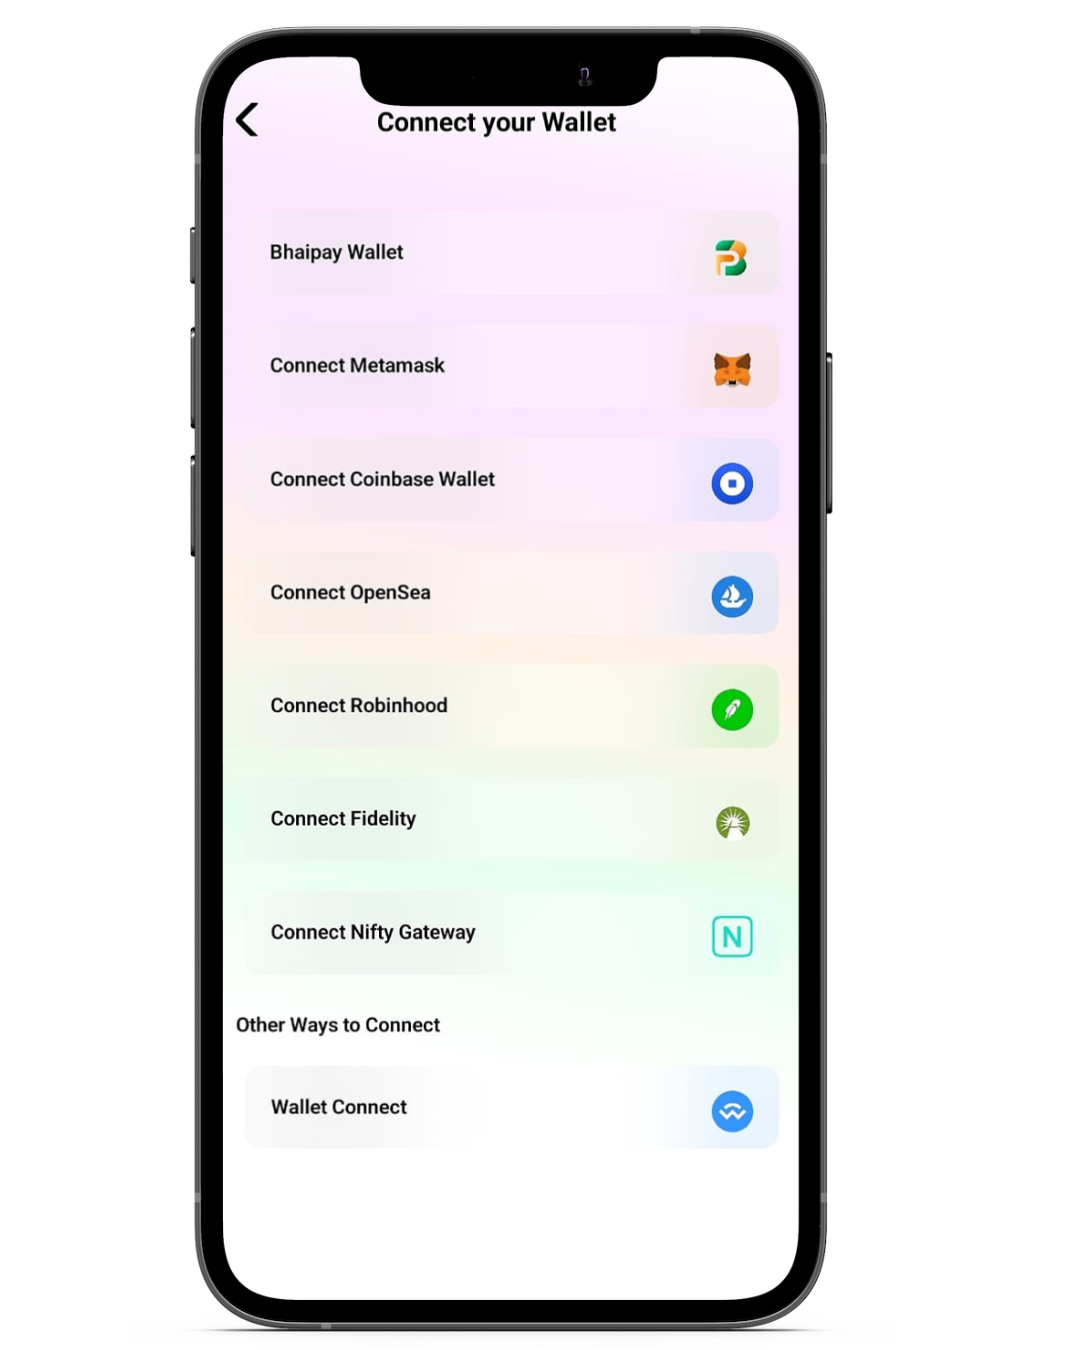 Connect your Wallet
Bhaipay Wallet
Connect Metamask
Connect Coinbase Wallet
Connect OpenSea
Connect Robinhood
Connect Fidelity
Connect Nifty Gateway
N
Other Ways to Connect
Wallet Connect